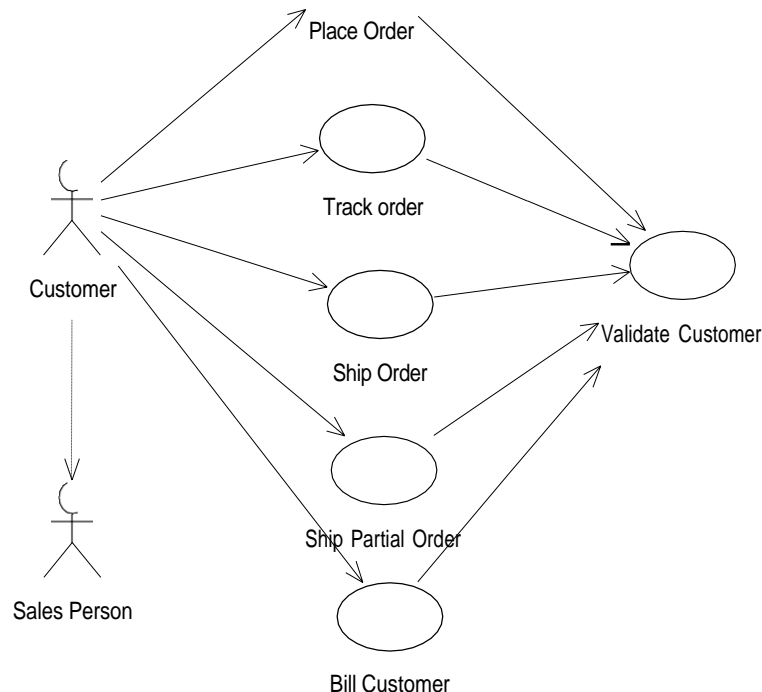 Place Order
Track order
Customer
Validate Customer
Ship Order
Ship Partial Order
Sales Person
Bill Customer